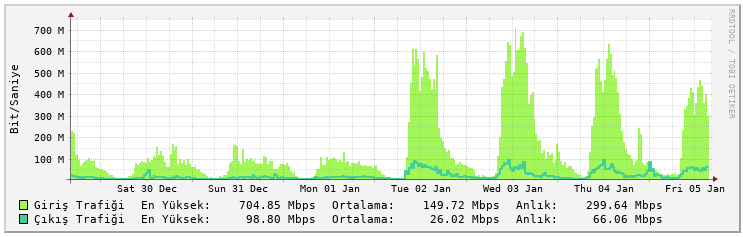 RRDTOOL / TOBI OETIKER
Bit/Saniye
700 M
600 M
500 M
400 M
300 M
200 M
100 M
Sat 30 Dec Sun 31 Dec Mon 01 Jan Tue 02 Jan Wed 03 Jan Thu 04 Jan Fri 05 Jan
Giriş Trafiği En Yüksek: 704.85 Mbps Ortalama: 149.72 Mbps Anlık: 299.64 Mbps
Çıkış Trafiği En Yüksek: 98.80 Mbps Ortalama: 26.02 Mbps Anlık: 66.06 Mbps